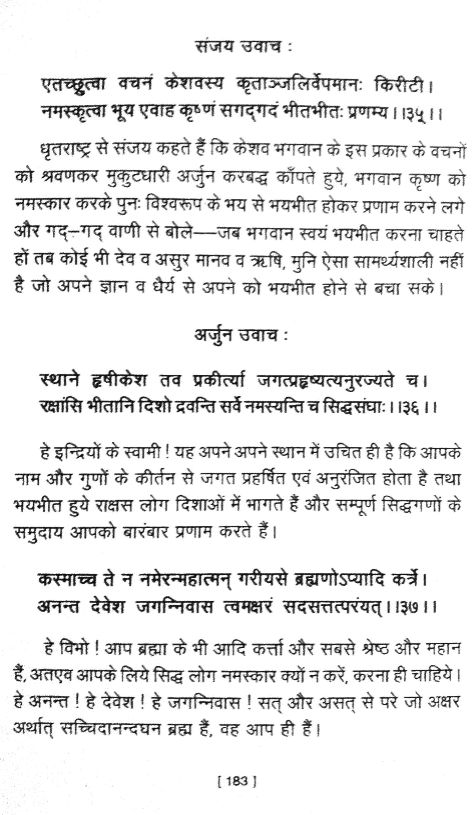 संजय उवाच :
एतच्छ्रुत्वा वचनं केशवस्य कृताञ्जलिर्वेपमानः किरीटी।
नमस्कृत्वा भूय एवाह कृष्णं सगद्गदं भीतभीतः प्रणम्य।।३५।।
धृतराष्ट्र से संजय कहते हैं कि केशव भगवान के इस प्रकार के वचनों
को श्रवणकर मुकुटधारी अर्जुन करबद्ध काँपते हुये, भगवान कृष्ण को
नमस्कार करके पुनः विश्वरूप के भय से भयभीत होकर प्रणाम करने लगे
और गद्-गद् वाणी से बोले—जब भगवान स्वयं भयभीत करना चाहते
हों तब कोई भी देव व असुर मानव व ऋषि, मुनि ऐसा सामर्थ्यशाली नहीं
है जो अपने ज्ञान व धैर्य से अपने को भयभीत होने से बचा सके।
अर्जुन उवाच :
स्थाने हृषीकेश तव प्रकीर्त्या जगत्प्रहृष्यत्यनुरज्यते च।
रक्षांसि भीतानि दिशो द्रवन्ति सर्वे नमस्यन्ति च सिद्धसंघाः।।३६।।
हे इन्द्रियों के स्वामी ! यह अपने अपने स्थान में उचित ही है कि आपके
नाम और गुणों के कीर्तन से जगत प्रहर्षित एवं अनुरंजित होता है तथा
भयभीत हुये राक्षस लोग दिशाओं में भागते हैं और सम्पूर्ण सिद्धगणों के
समुदाय आपको बारंबार प्रणाम करते हैं।
कस्माच्च ते न नमेरन्महात्मन् गरीयसे ब्रह्मणोऽप्यादि कर्त्रे।
अनन्त देवेश जगन्निवास त्वमक्षरं सदसत्तत्परंयत्।।३७।।
हे विभो ! आप ब्रह्मा के भी आदि कर्त्ता और सबसे श्रेष्ठ और महान
हैं, अतएव आपके लिये सिद्ध लोग नमस्कार क्यों न करें, करना ही चाहिये।
हे अनन्त ! हे देवेश ! हे जगन्निवास ! सत् और असत् से परे जो अक्षर
अर्थात् सच्चिदानन्दघन ब्रह्म हैं, वह आप ही हैं।
[ 183 ]